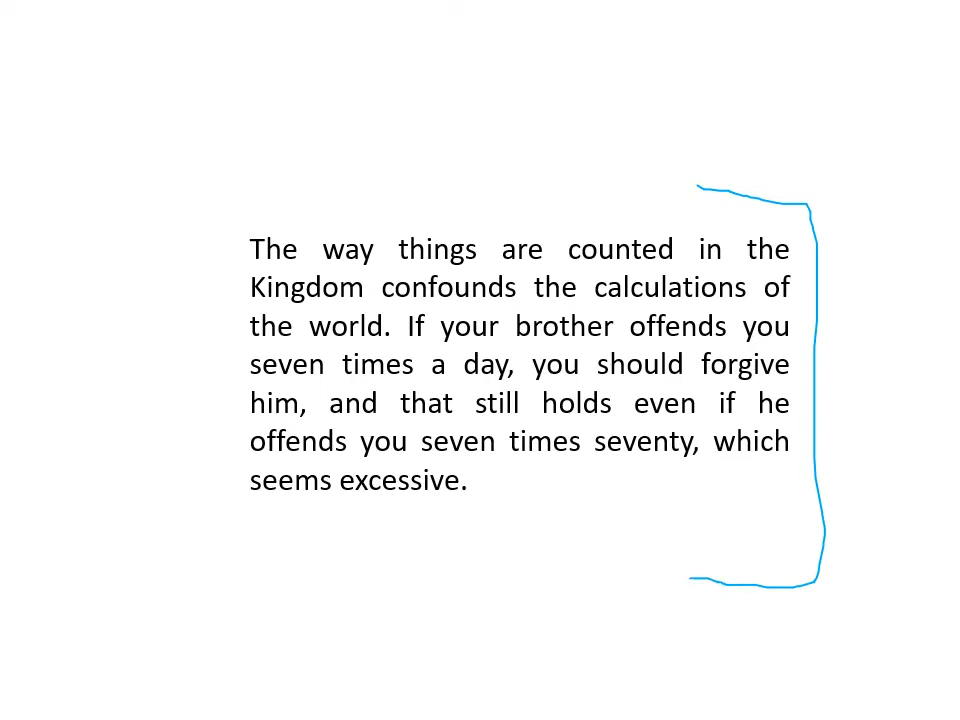 The way things are counted in the
Kingdom confounds the calculations of
the world. If your brother offends you
seven times a day, you should forgive
him, and that still holds even if he
offends you seven times seventy, which
seems excessive.